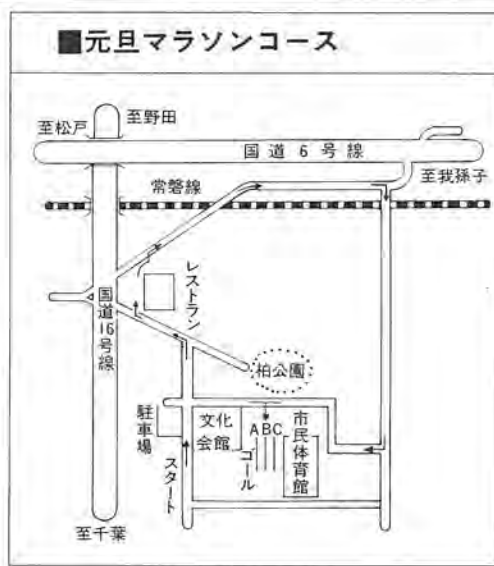 ■元旦マラソンコース
至野田
至松戸
国道6号線
至我孫子
常磐線
レストラン
国道16号線
柏公園
駐車場
文化会館
ABC
市民体育館
ゴール
スタート
至千葉